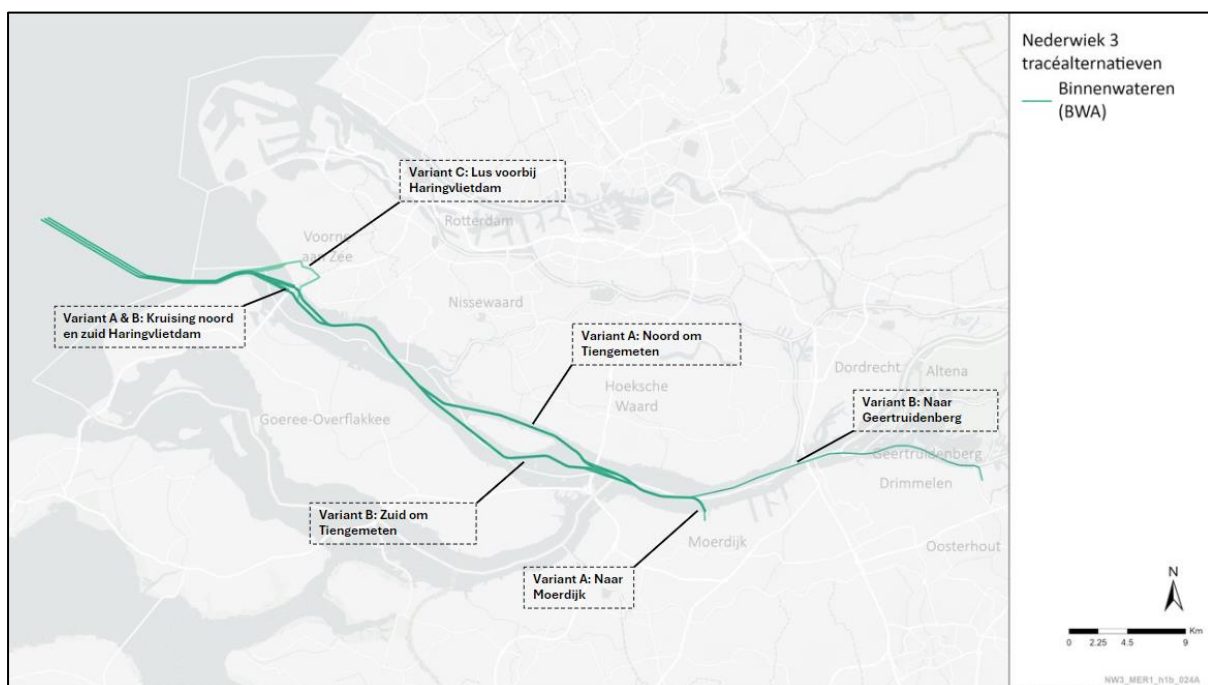 Nederwiek 3
tracéalternatieven
Binnenwateren
(BWA)
Variant C: Lus voorbij
Haringvlietdam
Rotterdam
Voorne
aan Zee
Nissewaard
Variant A & B: Kruising noord
en zuid Haringvlietdam
Variant A: Noord om
Tiengemeten
Dordrecht
Altena
Hoeksche
Waard
Variant B: Naar
Geertruidenberg
Goeree-Overflakkee
Geertruidenberg
Drimmelen
Variant B: Zuid om
Tiengemeten
Moerdijk
Oosterhout
Variant A: Naar
Moerdijk
N
Km
0 2.25 4.5 9
NW3_MER1_h1b_024A